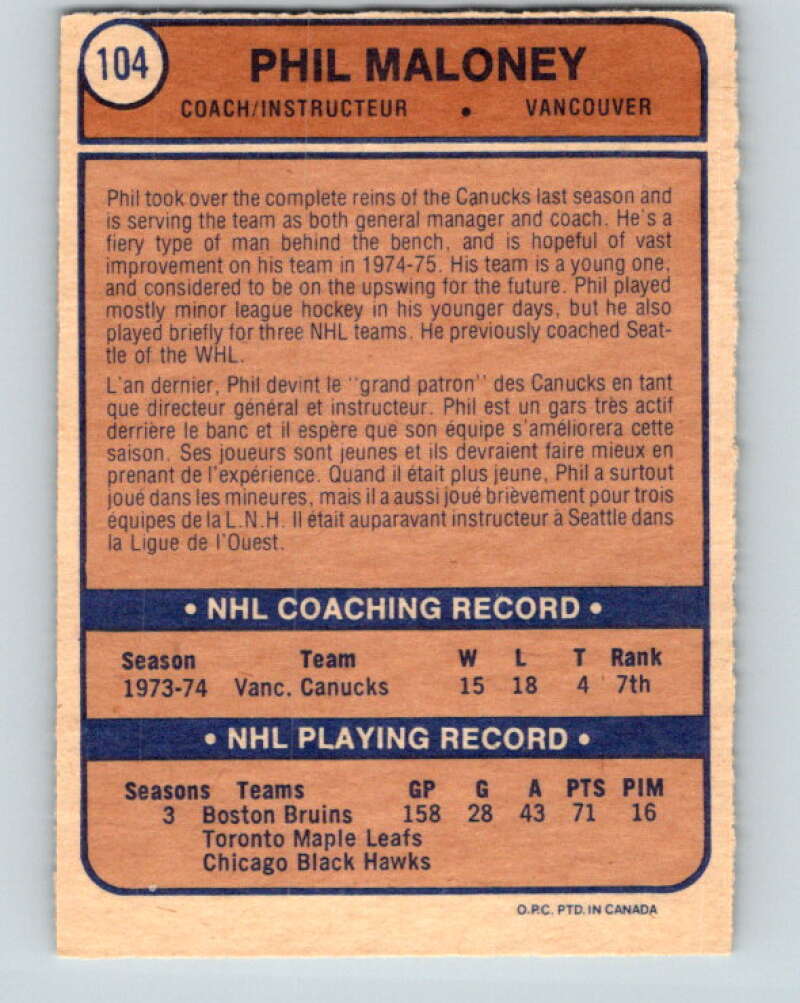 104
PHIL MALONEY
COACH/INSTRUCTEUR • VANCOUVER
Phil took over the complete reins of the Canucks last season and
is serving the team as both general manager and coach. He's a
fiery type of man behind the bench, and is hopeful of vast
improvement on his team in 1974-75. His team is a young one,
and considered to be on the upswing for the future. Phil played
mostly minor league hockey in his younger days, but he also
played briefly for three NHL teams. He previously coached Seat-
tle of the WHL.
L'an dernier, Phil devint le "grand patron" des Canucks en tant
que directeur général et instructeur. Phil est un gars très actif
derrière le banc et il espère que son équipe s'améliorera cette
saison. Ses joueurs sont jeunes et ils devraient faire mieux en
prenant de l'expérience. Quand il était plus jeune, Phil a surtout
joué dans les mineures, mais il a aussi joué brièvement pour trois
équipes de la L.N.H. Il était auparavant instructeur à Seattle dans
la Ligue de l'Ouest.
• NHL COACHING RECORD •
Season Team W L T Rank
1973-74 Vanc. Canucks 15 18 4 7th
• NHL PLAYING RECORD •
Seasons Teams GP G A PTS PIM
3 Boston Bruins 158 28 43 71 16
Toronto Maple Leafs
Chicago Black Hawks
O.P.C. PTD. IN CANADA